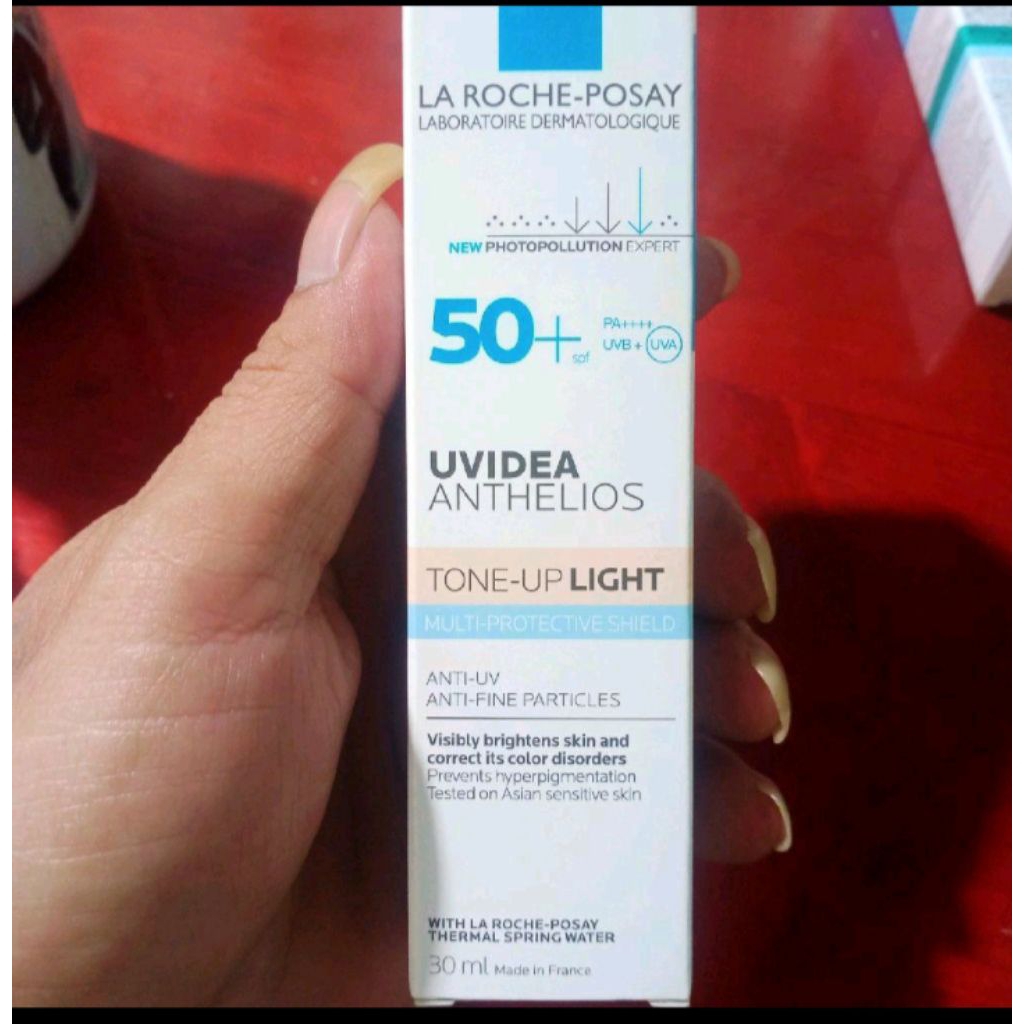 LA ROCHE-POSAY
LABORATOIRE DERMATOLOGIQUE
NEW PHOTOPOLLUTION EXPERT
50+ spf
PA++++
UVB + UVA
UVIDEA
ANTHELIOS
TONE-UP LIGHT
MULTI-PROTECTIVE SHIELD
ANTI-UV
ANTI-FINE PARTICLES
Visibly brightens skin and
correct its color disorders
Prevents hyperpigmentation
Tested on Asian sensitive skin
WITH LA ROCHE-POSAY
THERMAL SPRING WATER
30 ml Made in France